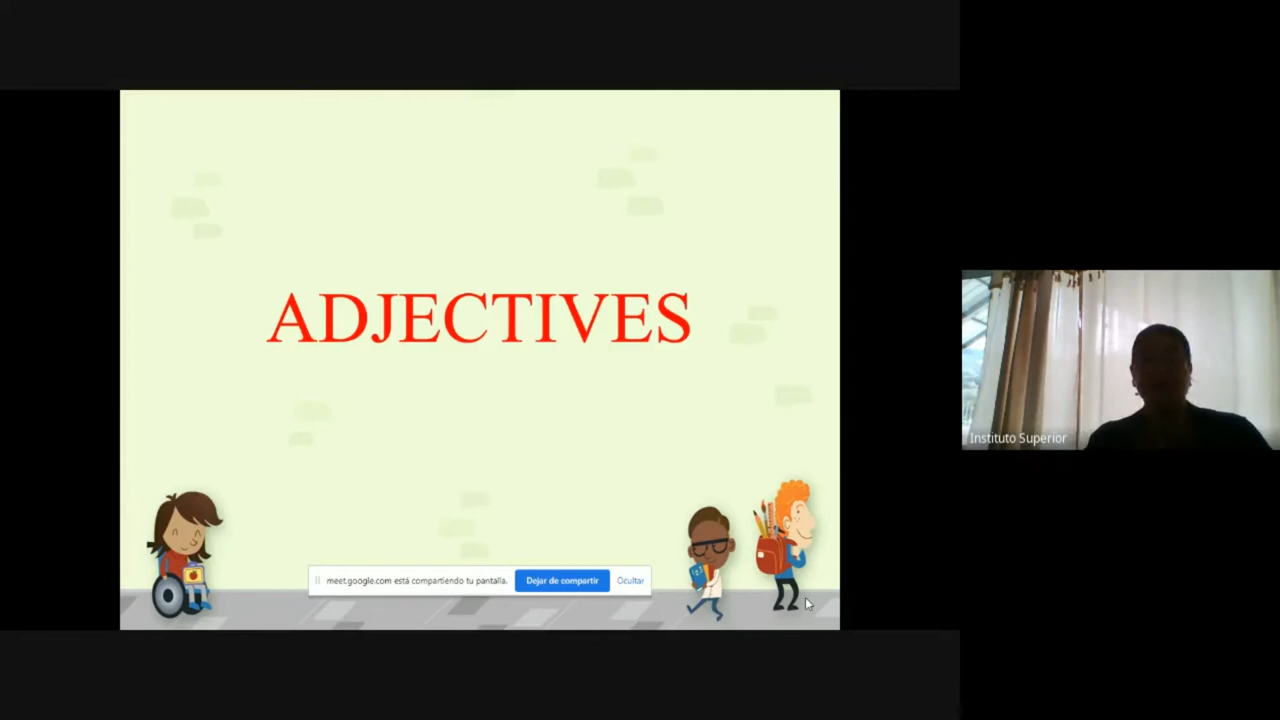 ADJECTIVES
meet.google.com está compartiendo tu pantalla. Dejar de compartir Ocultar
Instituto Superior